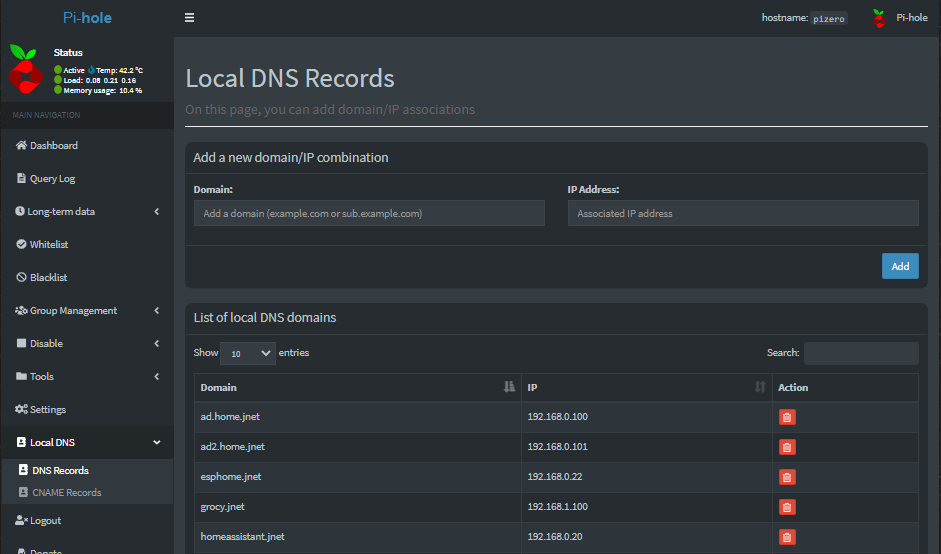 Pi-hole
hostname: pizero
Pi-hole
Status
Active Temp: 42.2 °C
Load: 0.08 0.21 0.16
Memory usage: 10.4 %
MAIN NAVIGATION
Dashboard
Query Log
Long-term data
Whitelist
Blacklist
Group Management
Disable
Tools
Settings
Local DNS
DNS Records
CNAME Records
Logout
Donate
Local DNS Records
On this page, you can add domain/IP associations
Add a new domain/IP combination
Domain: IP Address:
Add a domain (example.com or sub.example.com) Associated IP address
Add
List of local DNS domains
Show 10 entries Search:
Domain IP Action
ad.home.jnet 192.168.0.100
ad2.home.jnet 192.168.0.101
esphome.jnet 192.168.0.22
grocy.jnet 192.168.1.100
homeassistant.jnet 192.168.0.20